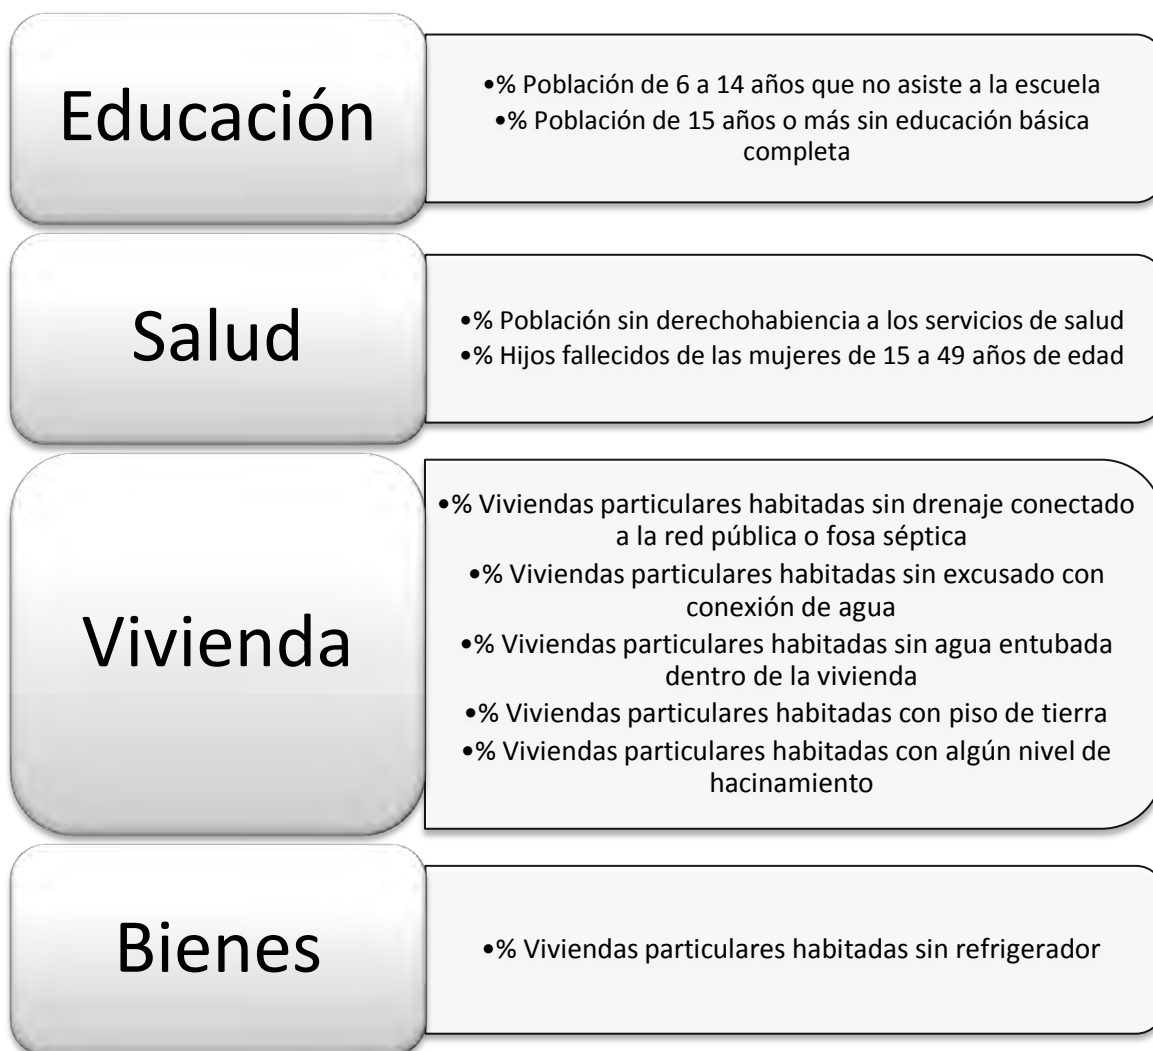 Educación
•% Población de 6 a 14 años que no asiste a la escuela
•% Población de 15 años o más sin educación básica
completa
Salud
•% Población sin derechohabiencia a los servicios de salud
•% Hijos fallecidos de las mujeres de 15 a 49 años de edad
Vivienda
•% Viviendas particulares habitadas sin drenaje conectado
a la red pública o fosa séptica
•% Viviendas particulares habitadas sin excusado con
conexión de agua
•% Viviendas particulares habitadas sin agua entubada
dentro de la vivienda
•% Viviendas particulares habitadas con piso de tierra
•% Viviendas particulares habitadas con algún nivel de
hacinamiento
Bienes
•% Viviendas particulares habitadas sin refrigerador